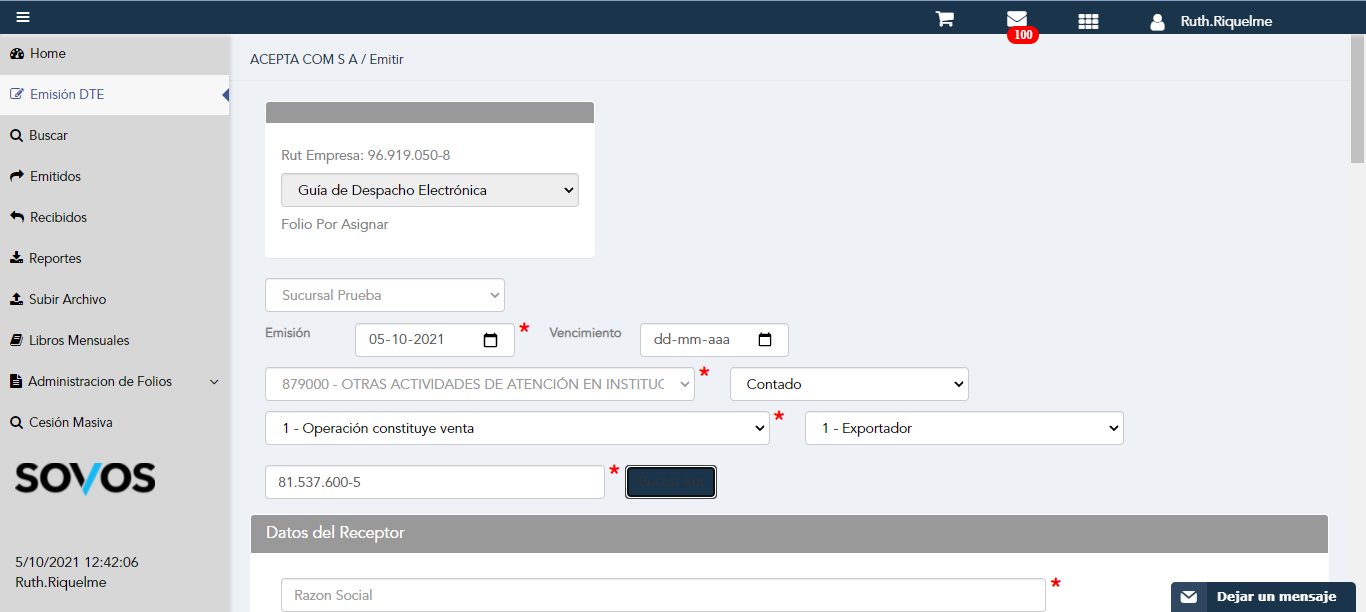 100
Ruth.Riquelme
Home
Emisión DTE
Buscar
Emitidos
Recibidos
Reportes
Subir Archivo
Libros Mensuales
Administracion de Folios
Cesión Masiva
SOVOS
5/10/2021 12:42:06
Ruth.Riquelme
ACEPTA COM S A / Emitir
Rut Empresa: 96.919.050-8
Guía de Despacho Electrónica
Folio Por Asignar
Sucursal Prueba
Emisión 05-10-2021 * Vencimiento dd-mm-aaa
879000 - OTRAS ACTIVIDADES DE ATENCIÓN EN INSTITUC * Contado
1 - Operación constituye venta * 1 - Exportador
81.537.600-5 *
Datos del Receptor
Razon Social *
Dejar un mensaje